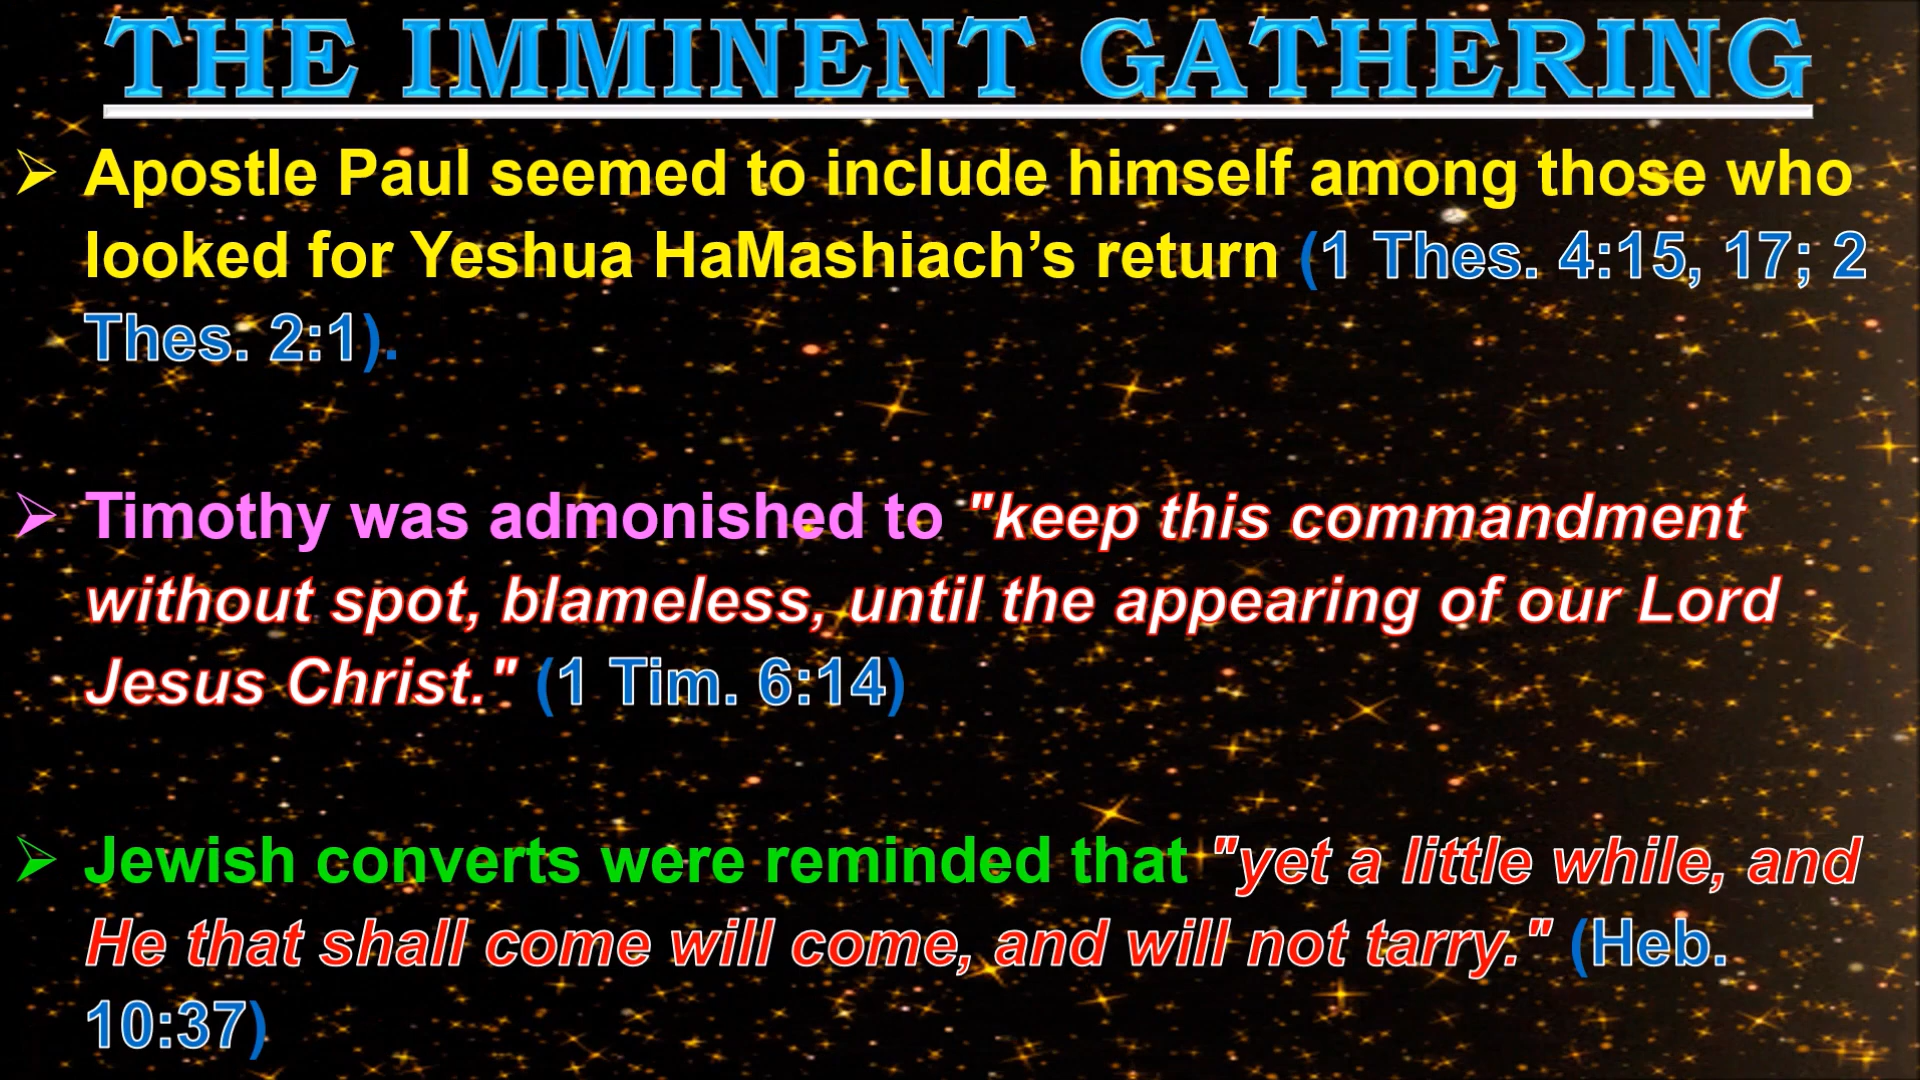 THE IMMINENT GATHERING
➢ Apostle Paul seemed to include himself among those who
looked for Yeshua HaMashiach’s return (1 Thes. 4:15, 17; 2
Thes. 2:1).
➢ Timothy was admonished to "keep this commandment
without spot, blameless, until the appearing of our Lord
Jesus Christ." (1 Tim. 6:14)
➢ Jewish converts were reminded that "yet a little while, and
He that shall come will come, and will not tarry." (Heb.
10:37)